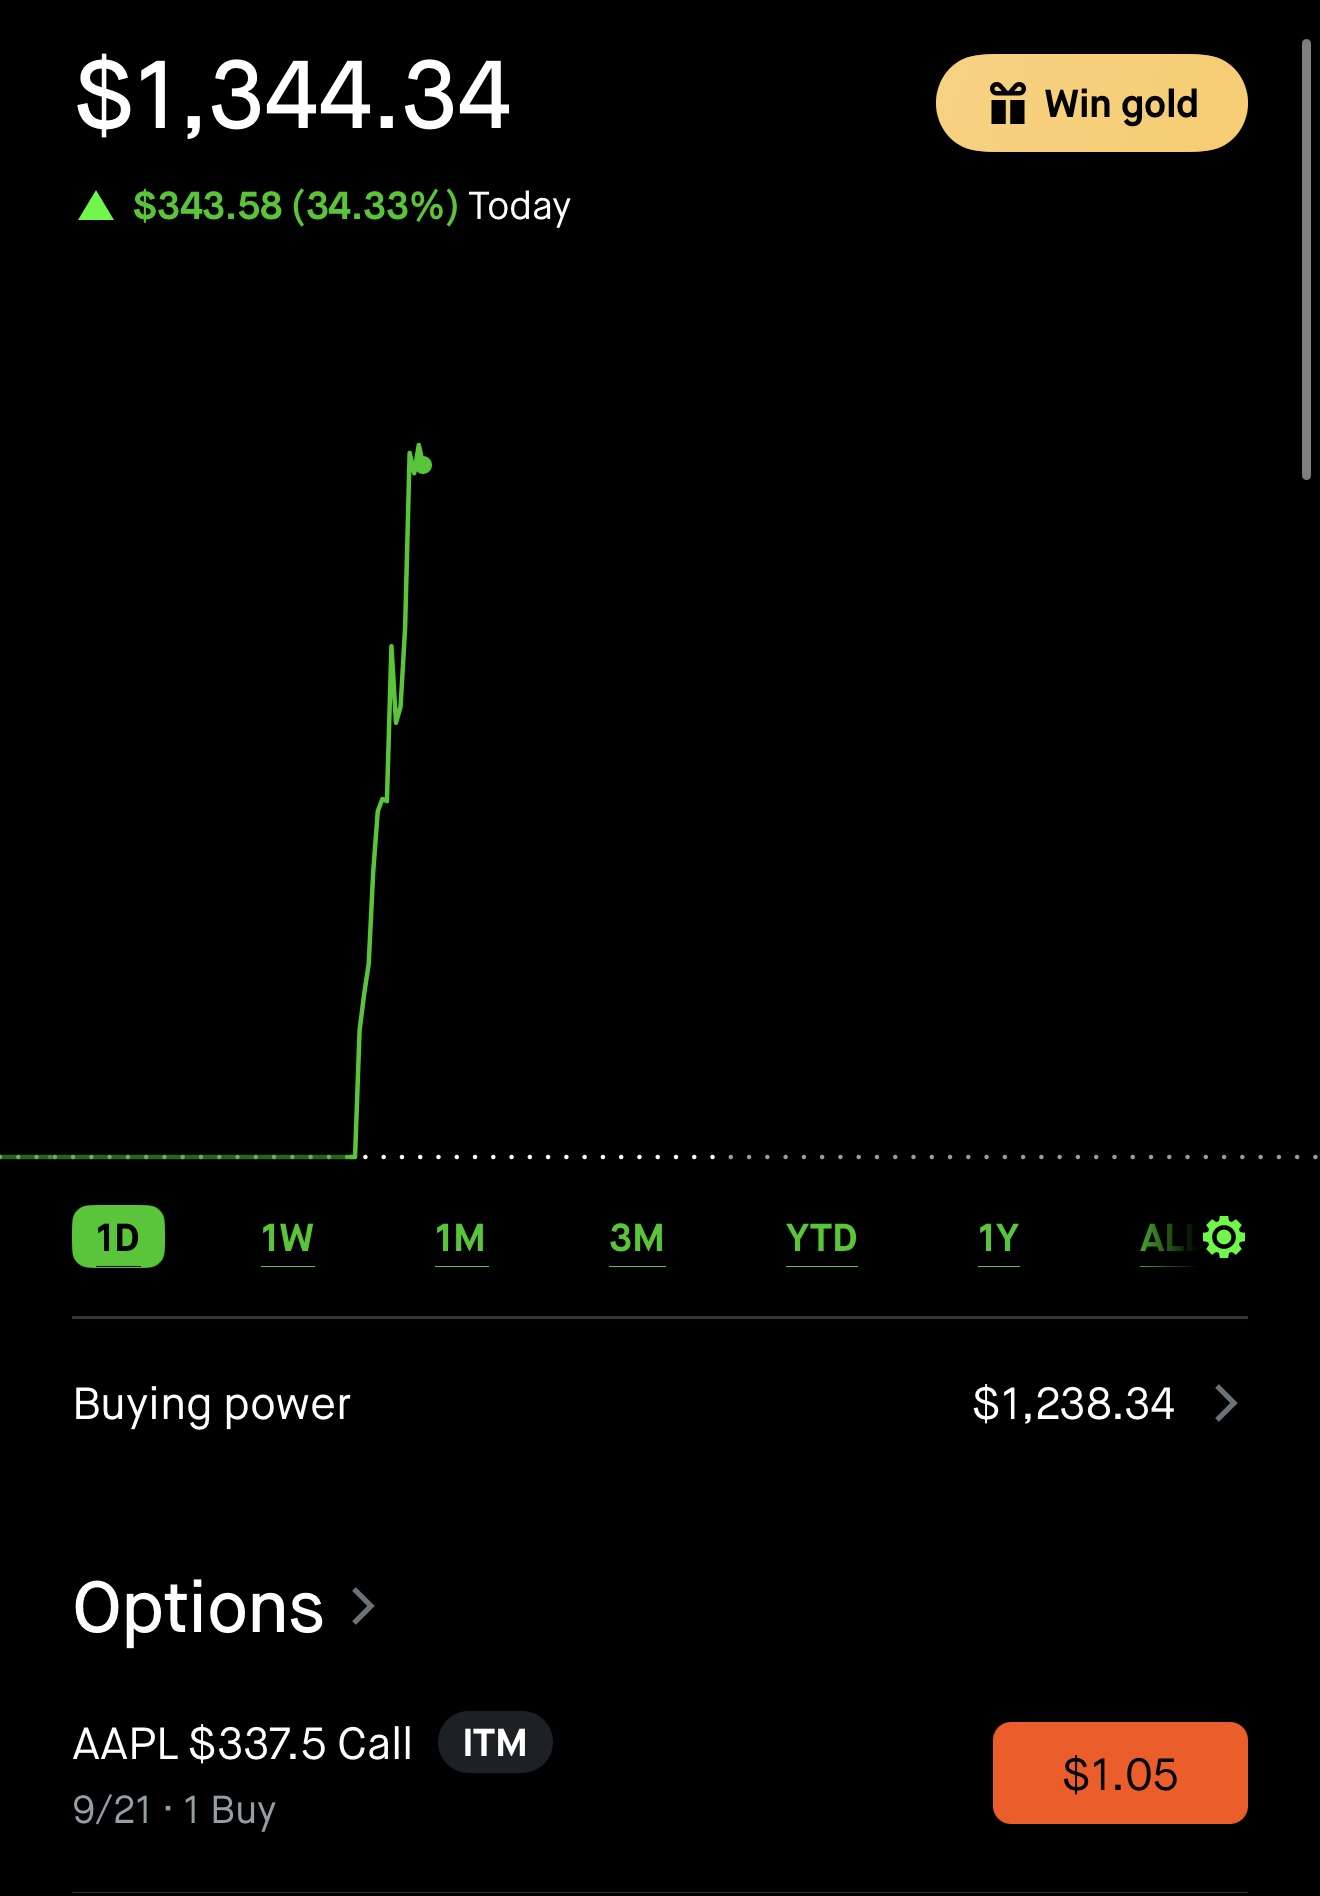 $1,344.34
Win gold
▲ $343.58 (34.33%) Today
1D 1W 1M 3M YTD 1Y ALL
Buying power $1,238.34
Options
AAPL $337.5 Call ITM
9/21 · 1 Buy
$1.05